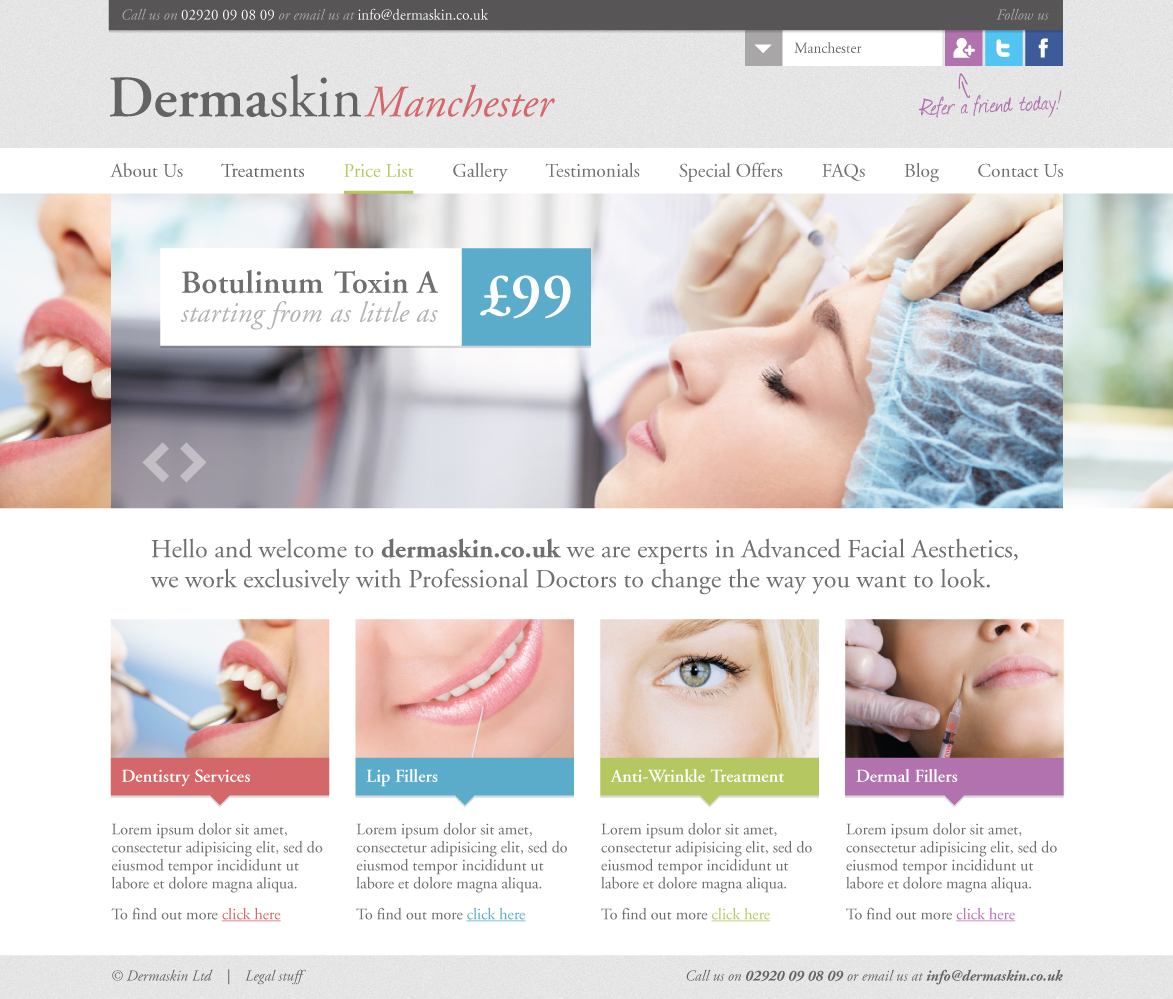 Call us on 02920 09 08 09 or email us at info@dermaskin.co.uk
Follow us
Manchester
Dermaskin Manchester
Refer a friend today!
About Us Treatments Price List Gallery Testimonials Special Offers FAQs Blog Contact Us
Botulinum Toxin A
starting from as little as
£99
Hello and welcome to dermaskin.co.uk we are experts in Advanced Facial Aesthetics,
we work exclusively with Professional Doctors to change the way you want to look.
Dentistry Services
Lorem ipsum dolor sit amet,
consectetur adipisicing elit, sed do
eiusmod tempor incididunt ut
labore et dolore magna aliqua.
To find out more click here
Lip Fillers
Lorem ipsum dolor sit amet,
consectetur adipisicing elit, sed do
eiusmod tempor incididunt ut
labore et dolore magna aliqua.
To find out more click here
Anti-Wrinkle Treatment
Lorem ipsum dolor sit amet,
consectetur adipisicing elit, sed do
eiusmod tempor incididunt ut
labore et dolore magna aliqua.
To find out more click here
Dermal Fillers
Lorem ipsum dolor sit amet,
consectetur adipisicing elit, sed do
eiusmod tempor incididunt ut
labore et dolore magna aliqua.
To find out more click here
© Dermaskin Ltd | Legal stuff
Call us on 02920 09 08 09 or email us at info@dermaskin.co.uk